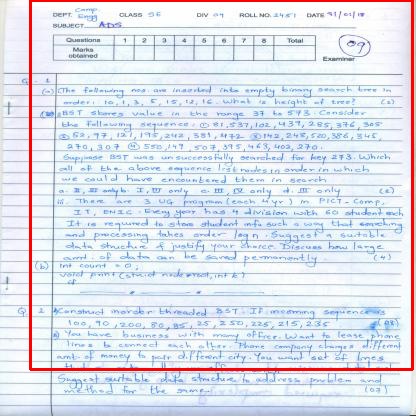 DEPT. Comp. Engg CLASS SE DIV 09 ROLL NO. 2451 DATE 31/01/18
SUBJECT ADS
Questions 1 2 3 4 5 6 7 8 Total
Marks obtained
09
Examiner
Q. 1
(a) The following nos. are inserted into empty binary search tree in
order: 10, 1, 3, 5, 15, 12, 16. What is height of tree? (2)
BST stores value in the range 37 to 573. Consider
the following sequence. ① 81, 537, 102, 439, 285, 376, 305
② 52, 97, 121, 195, 242, 381, 472 ③ 142, 248, 520, 386, 345
270, 307 ④ 550, 149, 507, 395, 463, 402, 270.
Suppose BST was unsuccessfully searched for key 273. Which
all of the above sequence list nodes in order in which
we could have encountered them in search
a. II, III only b. I, III only c. III, IV only d. III only (2)
iii. There are 3 UG program (each 4 yr) in PICT - Comp,
IT, EnTC. Every year has 4 division with 60 student each
It is required to store student info such a way that searching
and processing takes order log n. Suggest a suitable
data structure & justify your choice. Discuss how large
amt. of data can be saved permanently. (4)
(b) int count = 0;
void print (struct node *root, int k)
Q. 2 Construct inorder threaded BST. If incoming sequence is
100, 90, 200, 80, 85, 25, 250, 225, 215, 235
You have business with many office. Want to lease phone
lines to connect each other. Phone company charges different
amt of money to pair different city. You want set of lines
Suggest suitable data structure to address problem and
method for the same. (03)